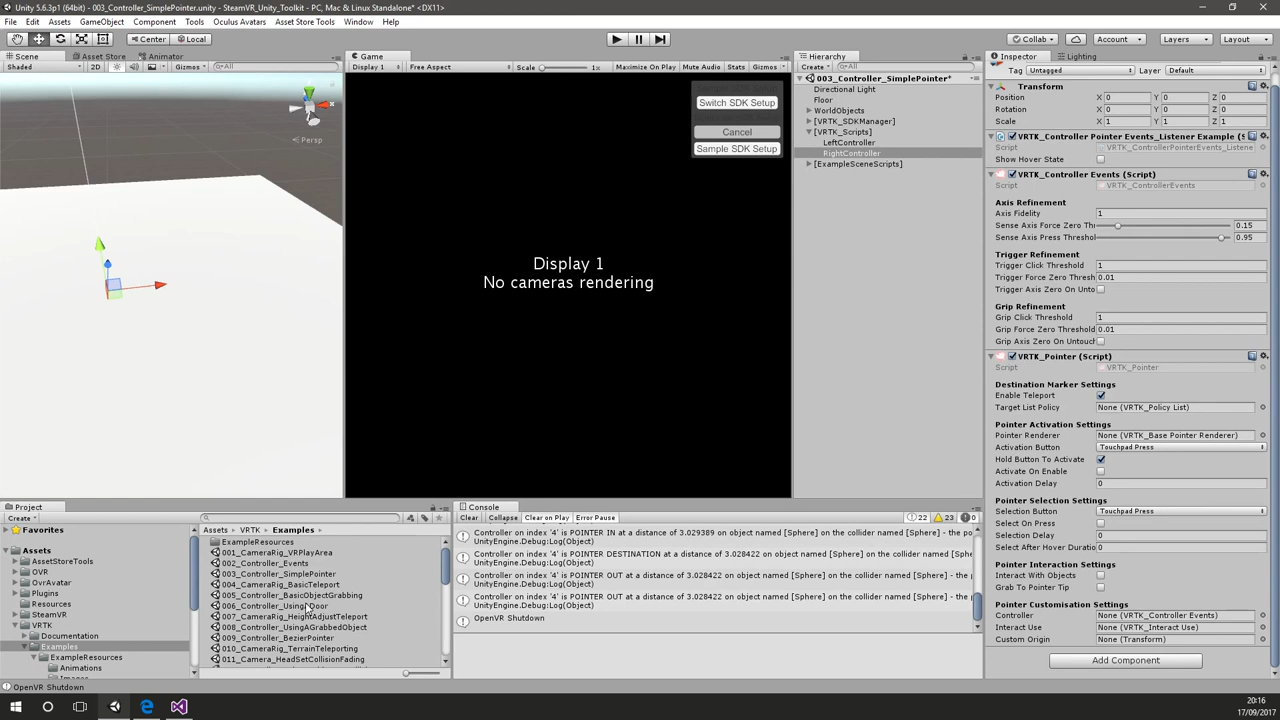 Unity 5.6.3p1 (64bit) - 003_Controller_SimplePointer.unity - SteamVR_Unity_Toolkit - PC, Mac & Linux Standalone* <DX11>
File Edit Assets GameObject Component Tools Oculus Avatars Asset Store Tools Window Help
Center Local Collab Account Layers Layout
Scene Asset Store Animator
Shaded 2D Gizmos All
Persp
Game
Display 1 Free Aspect Scale 1x Maximize On Play Mute Audio Stats Gizmos
Switch SDK Setup
Cancel
Sample SDK Setup
Display 1
No cameras rendering
Hierarchy
Create All
003_Controller_SimplePointer*
Directional Light
Floor
WorldObjects
[VRTK_SDKManager]
[VRTK_Scripts]
LeftController
RightController
[ExampleSceneScripts]
Inspector Lighting
Tag Untagged Layer Default
Transform
Position X 0 Y 0 Z 0
Rotation X 0 Y 0 Z 0
Scale X 1 Y 1 Z 1
VRTK_Controller Pointer Events_Listener Example (S
Script VRTK_ControllerPointerEvents_Listene
Show Hover State
VRTK_Controller Events (Script)
Script VRTK_ControllerEvents
Axis Refinement
Axis Fidelity 1
Sense Axis Force Zero Th 0.15
Sense Axis Press Threshol 0.95
Trigger Refinement
Trigger Click Threshold 1
Trigger Force Zero Threshol 0.01
Trigger Axis Zero On Unto
Grip Refinement
Grip Click Threshold 1
Grip Force Zero Threshold 0.01
Grip Axis Zero On Untouch
VRTK_Pointer (Script)
Script VRTK_Pointer
Destination Marker Settings
Enable Teleport
Target List Policy None (VRTK_Policy List)
Pointer Activation Settings
Pointer Renderer None (VRTK_Base Pointer Renderer)
Activation Button Touchpad Press
Hold Button To Activate
Activate On Enable
Activation Delay 0
Pointer Selection Settings
Selection Button Touchpad Press
Select On Press
Selection Delay 0
Select After Hover Duratio 0
Pointer Interaction Settings
Interact With Objects
Grab To Pointer Tip
Pointer Customisation Settings
Controller None (VRTK_Controller Events)
Interact Use None (VRTK_Interact Use)
Custom Origin None (Transform)
Add Component
Project
Create
Favorites
Assets
AssetStoreTools
OVR
OvrAvatar
Plugins
Resources
SteamVR
VRTK
Documentation
Examples
ExampleResources
Animations
Assets VRTK Examples
ExampleResources
001_CameraRig_VRPlayArea
002_Controller_Events
003_Controller_SimplePointer
004_CameraRig_BasicTeleport
005_Controller_BasicObjectGrabbing
007_CameraRig_HeightAdjustTeleport
008_Controller_UsingAGrabbedObject
009_Controller_BezierPointer
010_CameraRig_TerrainTeleporting
011_Camera_HeadSetCollisionFading
Console
Clear Collapse Clear on Play Error Pause 22 23 0
Controller on index '4' is POINTER IN at a distance of 3.029389 on object named [Sphere] on the collider named [Sphere] - the po
UnityEngine.Debug:Log(Object)
Controller on index '4' is POINTER DESTINATION at a distance of 3.028422 on object named [Sphere] on the collider named [Sphere
UnityEngine.Debug:Log(Object)
Controller on index '4' is POINTER OUT at a distance of 3.028422 on object named [Sphere] on the collider named [Sphere] - the p
UnityEngine.Debug:Log(Object)
Controller on index '4' is POINTER OUT at a distance of 3.028422 on object named [Sphere] on the collider named [Sphere] - the p
UnityEngine.Debug:Log(Object)
OpenVR Shutdown
OpenVR Shutdown
20:16
17/09/2017